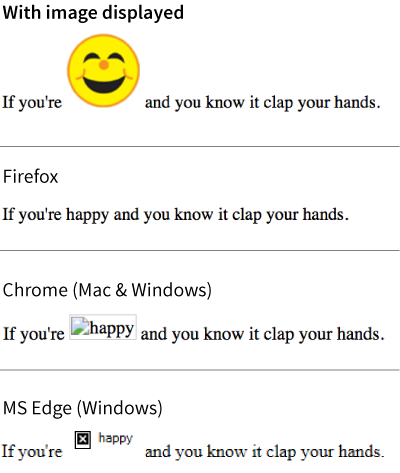 With image displayed
If you're and you know it clap your hands.
Firefox
If you're happy and you know it clap your hands.
Chrome (Mac & Windows)
If you're happy and you know it clap your hands.
MS Edge (Windows)
If you're happy and you know it clap your hands.